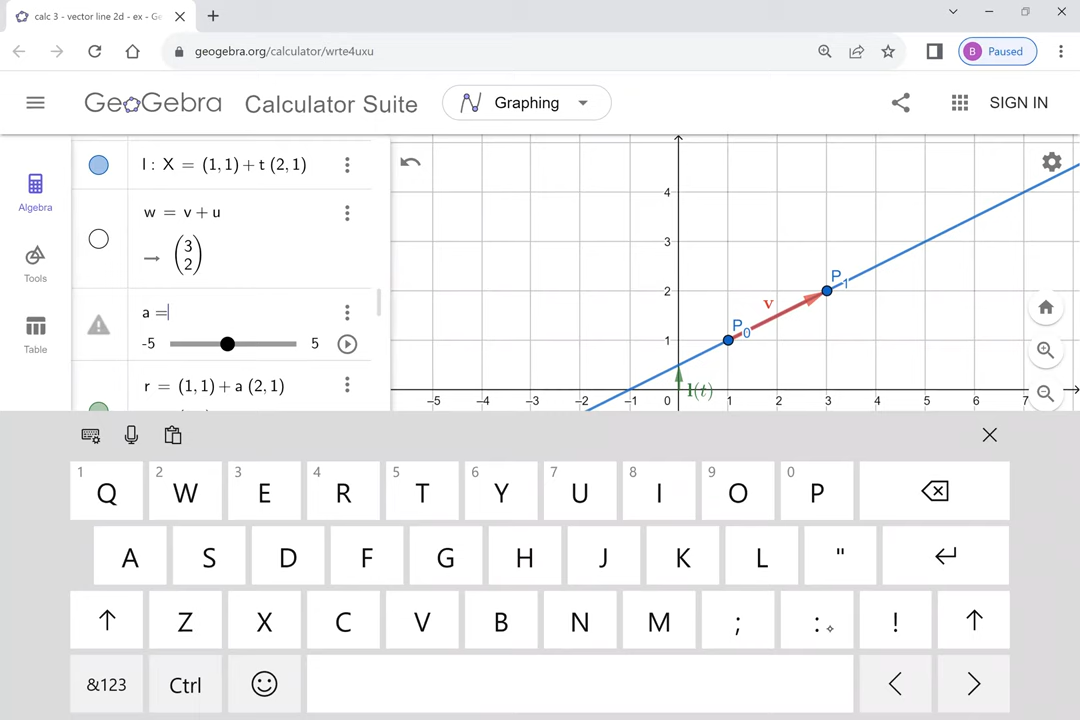 calc 3 - vector line 2d - ex - Ge
geogebra.org/calculator/wrte4uxu
B Paused
GeoGebra Calculator Suite Graphing SIGN IN
Algebra
Tools
Table
l : X = (1, 1) + t (2, 1)
w = v + u
→ (3 2)
a =
-5 5
r = (1, 1) + a (2, 1)
4
3
2
1
−5 −4 −3 −2 −1 0 1 2 3 4 5 6 7
P₁
v
P₀
l(t)
1 Q 2 W 3 E 4 R 5 T 6 Y 7 U 8 I 9 O 0 P
A S D F G H J K L "
Z X C V B N M ; : !
&123 Ctrl